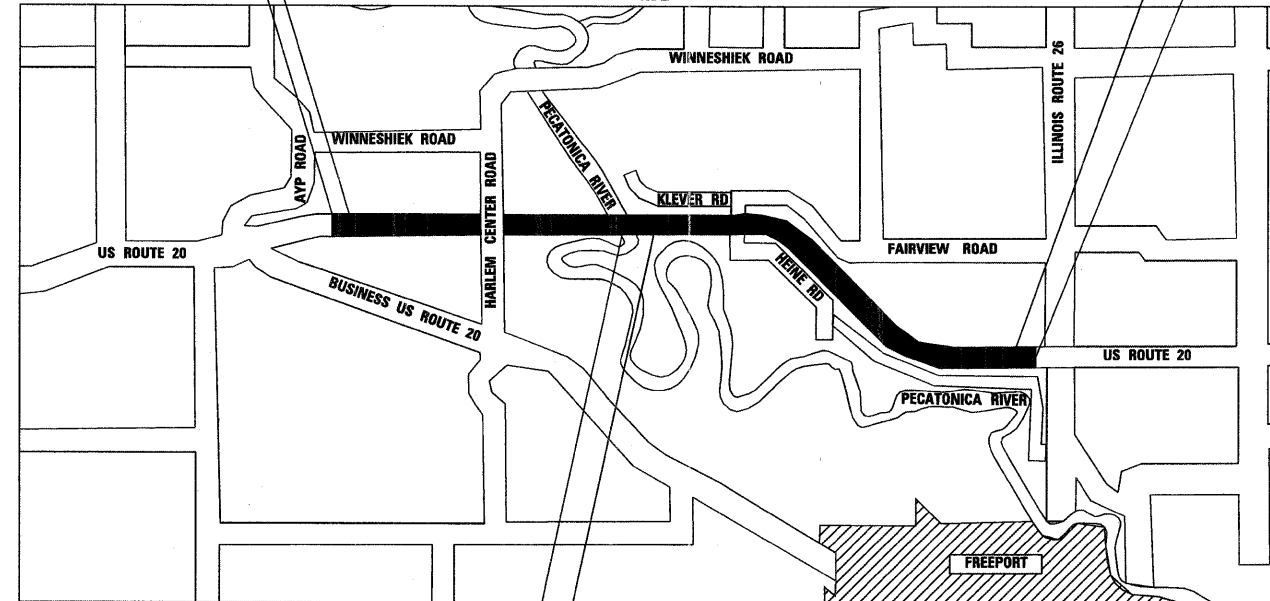 WINNESHIEK ROAD
ILLINOIS ROUTE 26
PECATONICA RIVER
WINNESHIEK ROAD
AYP ROAD
HARLEM CENTER ROAD
KLEVER RD
US ROUTE 20
FAIRVIEW ROAD
HEINE RD
BUSINESS US ROUTE 20
US ROUTE 20
PECATONICA RIVER
FREEPORT